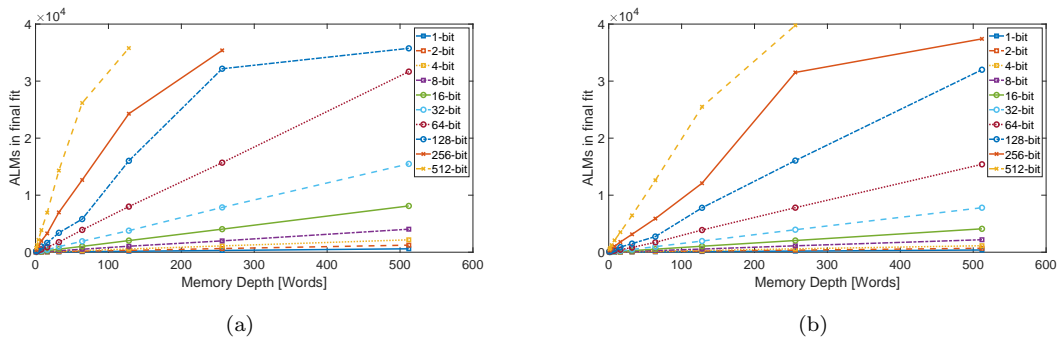 ×10⁴
4
3
2
1
0
ALMs in final fit
0
100
200
300
400
500
600
Memory Depth [Words]
1-bit
2-bit
4-bit
8-bit
16-bit
32-bit
64-bit
128-bit
256-bit
512-bit
(a)
×10⁴
4
3
2
1
0
ALMs in final fit
0
100
200
300
400
500
600
Memory Depth [Words]
1-bit
2-bit
4-bit
8-bit
16-bit
32-bit
64-bit
128-bit
256-bit
512-bit
(b)